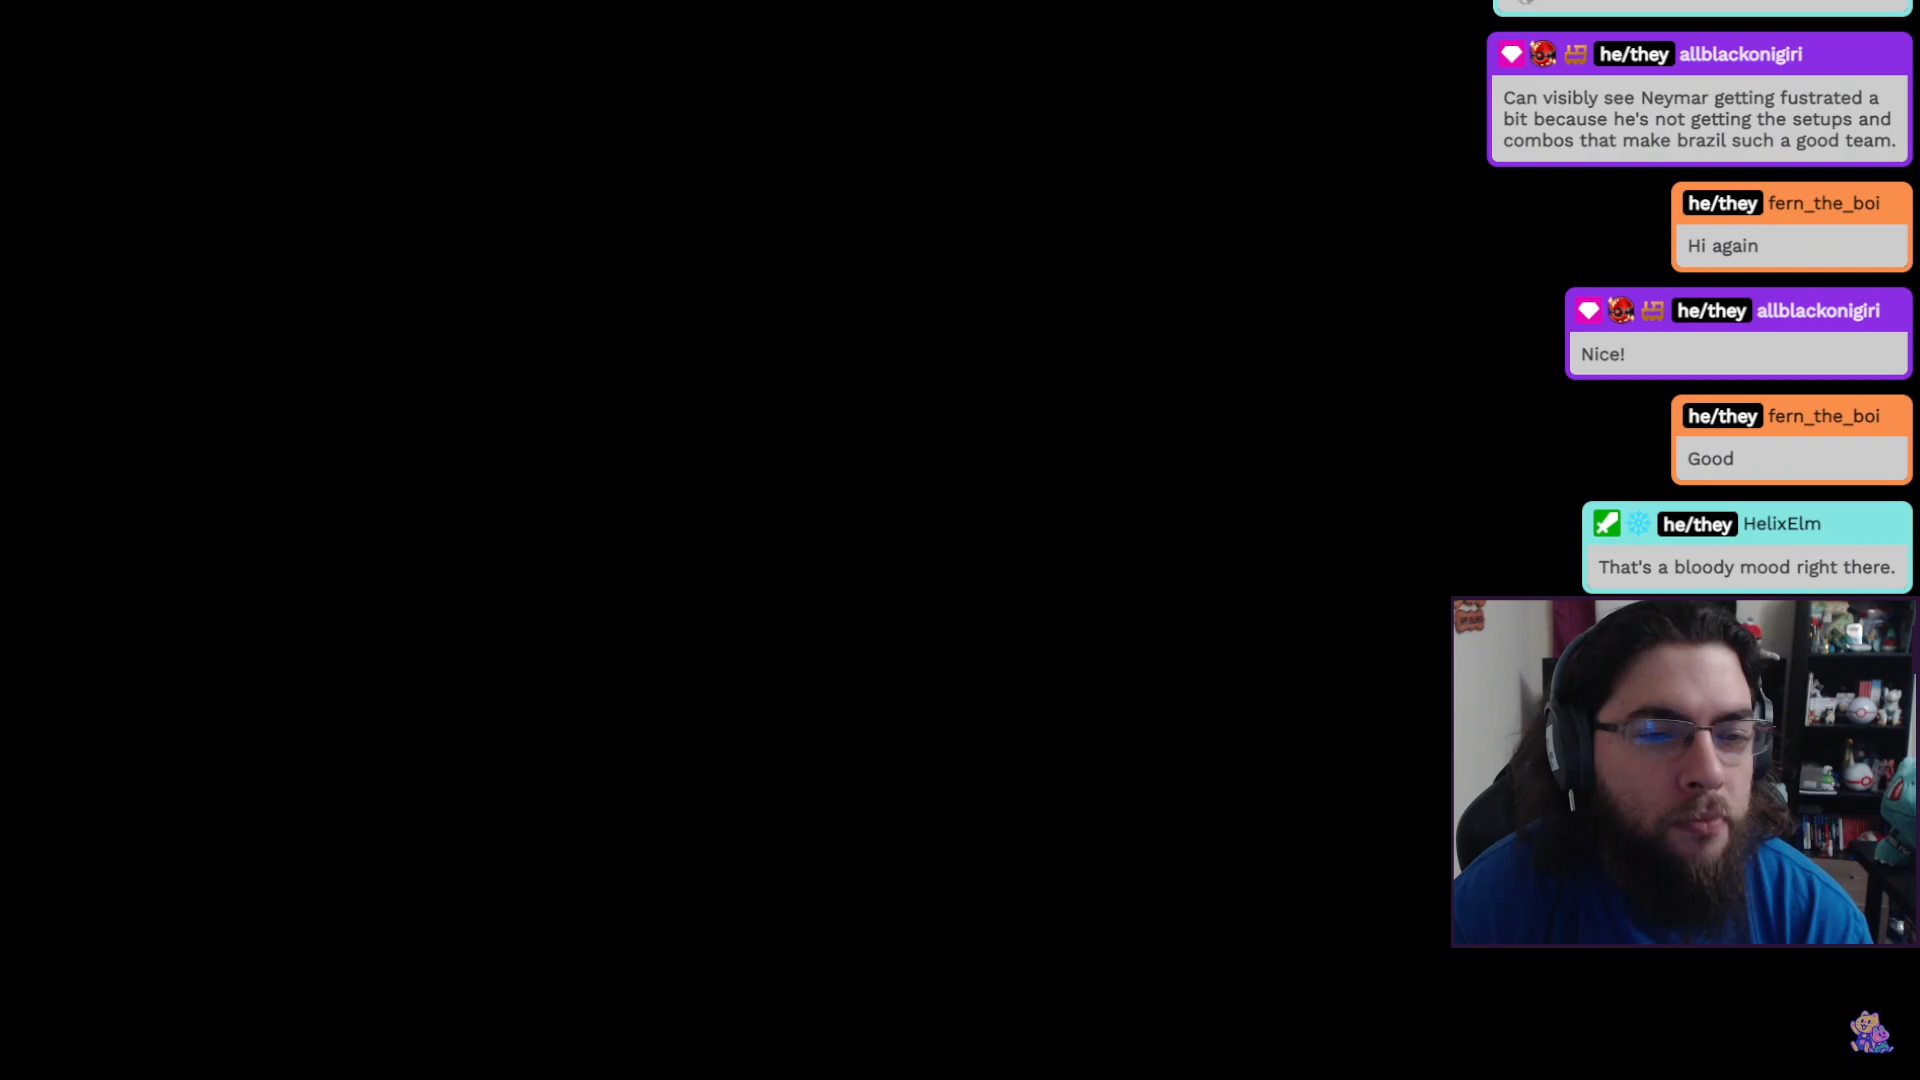 he/they allblackonigiri
Can visibly see Neymar getting fustrated a
bit because he's not getting the setups and
combos that make brazil such a good team.
he/they fern_the_boi
Hi again
he/they allblackonigiri
Nice!
he/they fern_the_boi
Good
he/they HelixElm
That's a bloody mood right there.